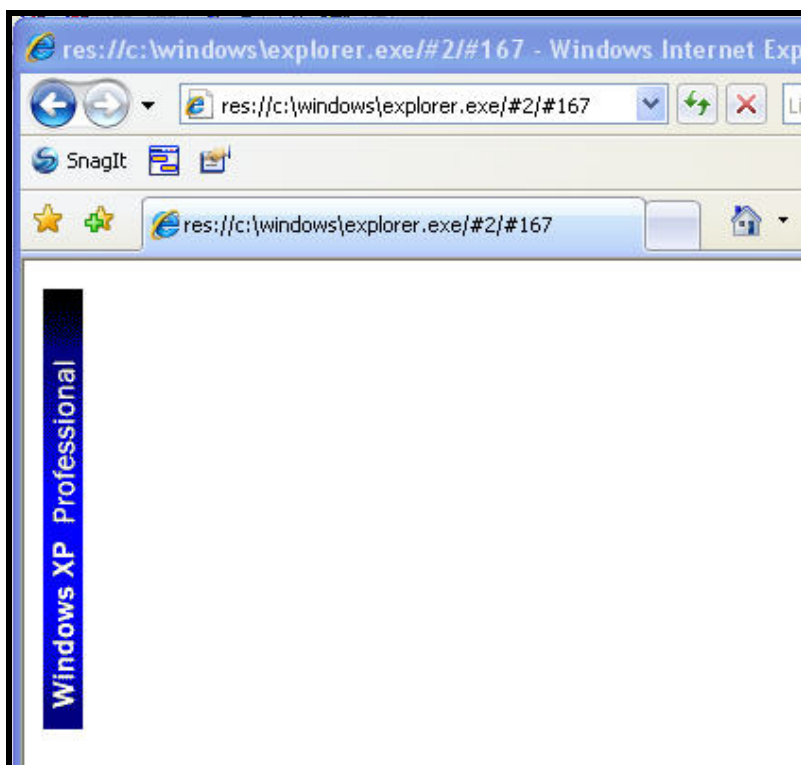 res://c:\windows\explorer.exe/#2/#167 - Windows Internet Exp
res://c:\windows\explorer.exe/#2/#167
Li
SnagIt
res://c:\windows\explorer.exe/#2/#167
Windows XP Professional